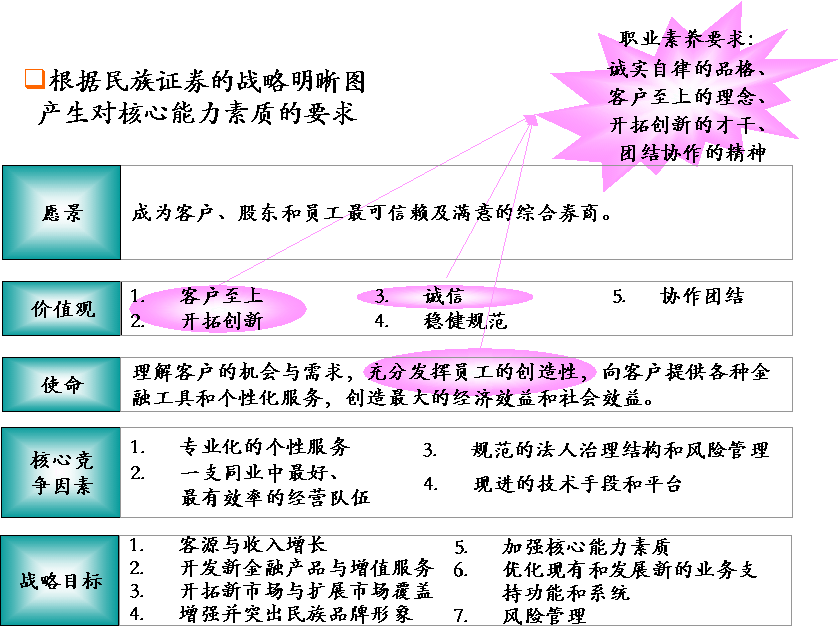 职业素养要求：
诚实自律的品格、
客户至上的理念、
开拓创新的才干、
团结协作的精神
根据民族证券的战略明晰图
产生对核心能力素质的要求
愿景
成为客户、股东和员工最可信赖及满意的综合券商。
价值观
1. 客户至上
2. 开拓创新
3. 诚信
4. 稳健规范
5. 协作团结
使命
理解客户的机会与需求，充分发挥员工的创造性，向客户提供各种金
融工具和个性化服务，创造最大的经济效益和社会效益。
核心竞
争因素
1. 专业化的个性服务
2. 一支同业中最好、
最有效率的经营队伍
3. 规范的法人治理结构和风险管理
4. 现进的技术手段和平台
战略目标
1. 客源与收入增长
2. 开发新金融产品与增值服务
3. 开拓新市场与扩展市场覆盖
4. 增强并突出民族品牌形象
5. 加强核心能力素质
6. 优化现有和发展新的业务支
持功能和系统
7. 风险管理